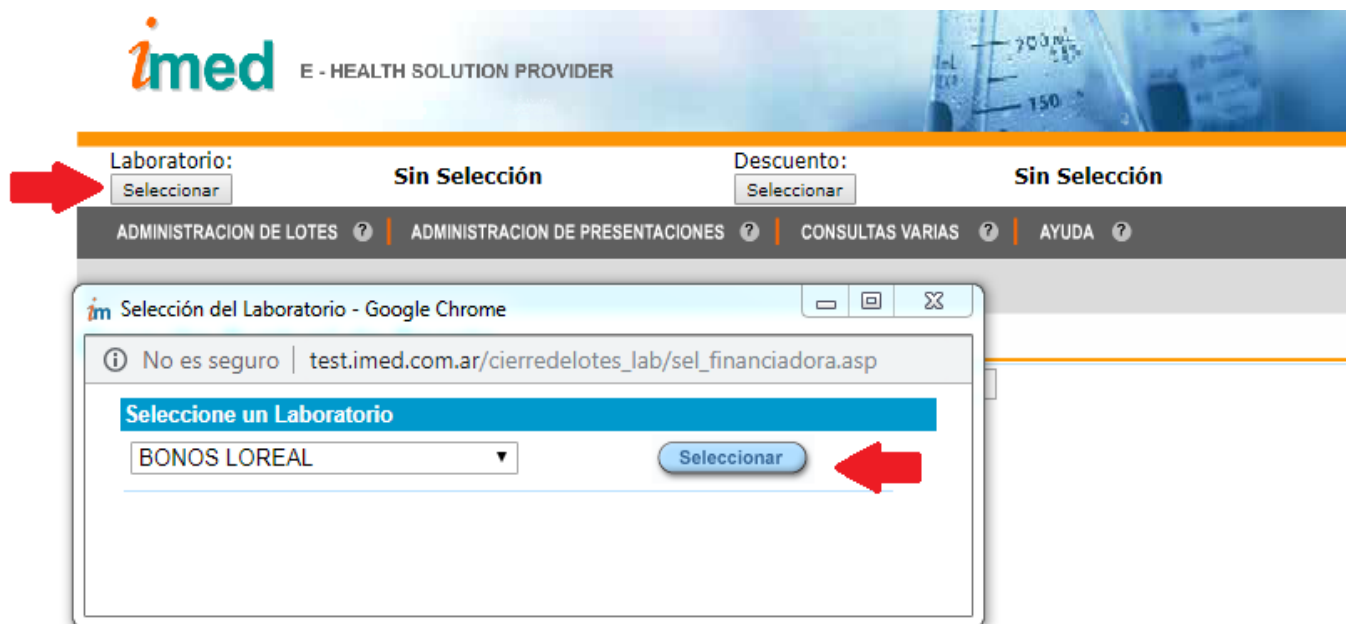 imed E - HEALTH SOLUTION PROVIDER
200 ml
150
Laboratorio: Sin Selección Descuento: Sin Selección
Seleccionar Seleccionar
ADMINISTRACION DE LOTES ? ADMINISTRACION DE PRESENTACIONES ? CONSULTAS VARIAS ? AYUDA ?
im Selección del Laboratorio - Google Chrome
No es seguro test.imed.com.ar/cierredelotes_lab/sel_financiadora.asp
Seleccione un Laboratorio
BONOS LOREAL Seleccionar